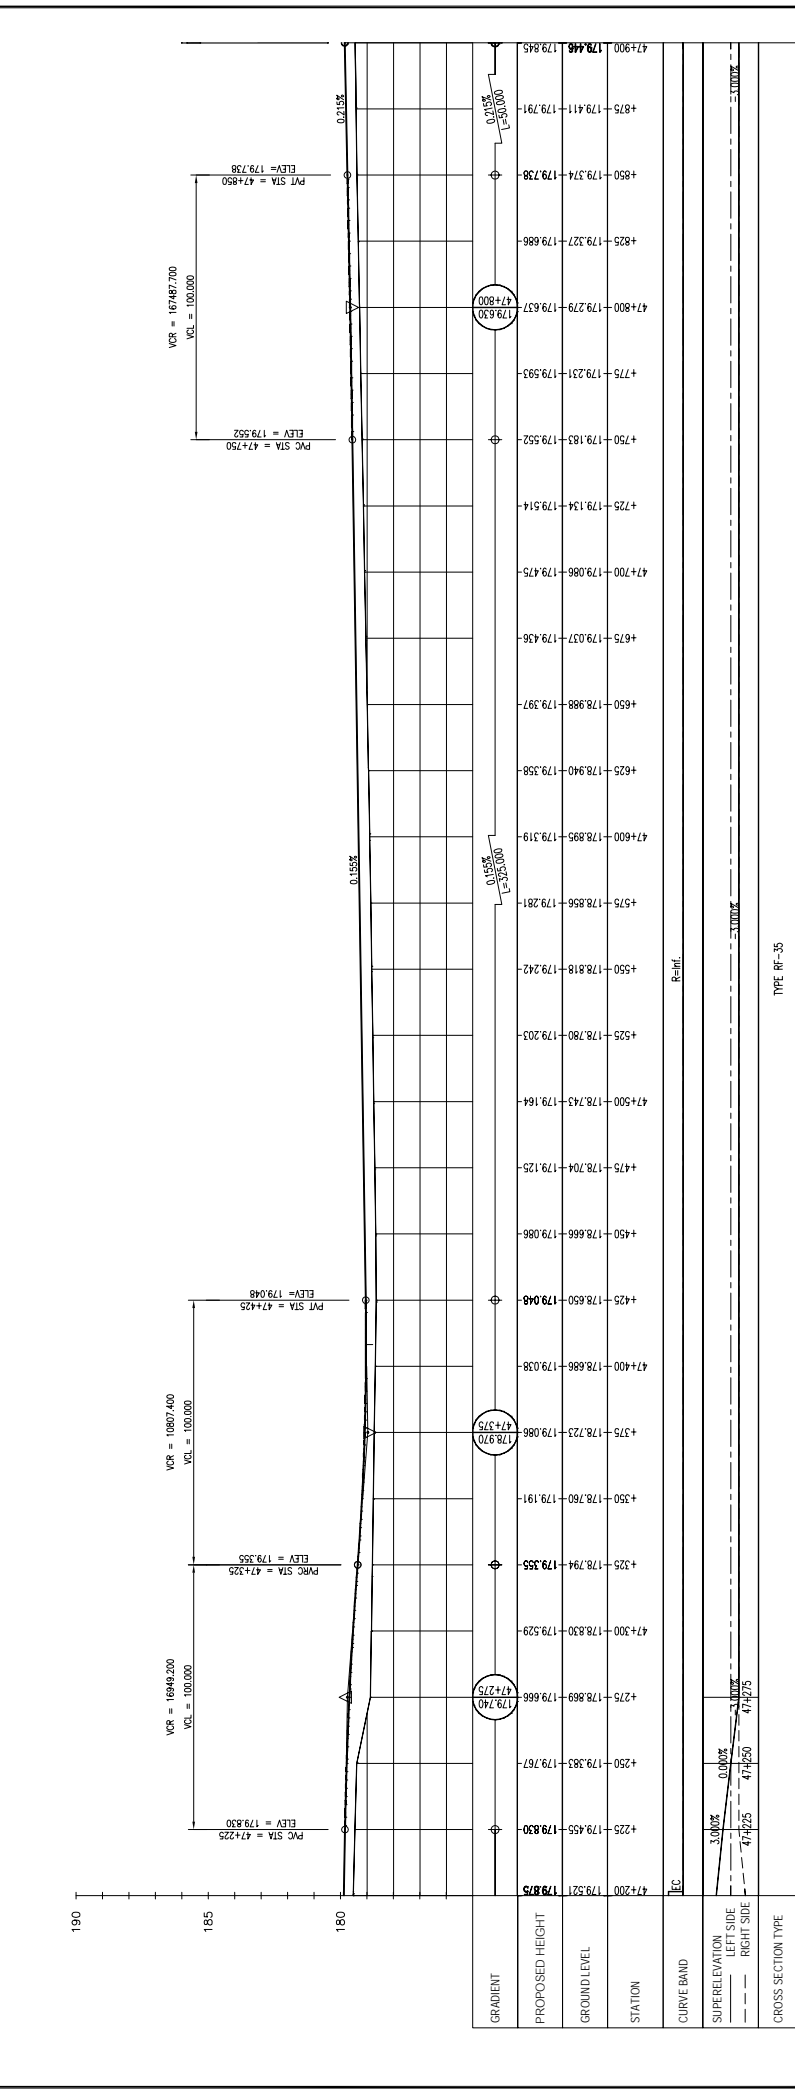 190
185
180
VCR = 16949.200
VCL = 100.000
PVC STA = 47+225
ELEV = 179.830
PVRC STA = 47+325
ELEV = 179.355
VCR = 10807.400
VCL = 100.000
PVT STA = 47+425
ELEV= 179.048
VCR = 167487.700
VCL = 100.000
PVC STA = 47+750
ELEV = 179.552
PVT STA = 47+850
ELEV= 179.738
0.155%
0.215%
GRADIENT
179.740
47+275
178.970
47+375
0.155%
L=325.000
179.630
47+800
0.215%
L=50.000
PROPOSED HEIGHT
179.875 179.830 179.767 179.666 179.529 179.355 179.191 179.086 179.038 179.048 179.086 179.125 179.164 179.203 179.242 179.281 179.319 179.358 179.397 179.436 179.475 179.514 179.552 179.593 179.637 179.686 179.738 179.791 179.845
GROUND LEVEL
179.521 179.455 179.383 178.869 178.830 178.794 178.760 178.723 178.686 178.650 178.666 178.704 178.743 178.780 178.818 178.856 178.895 178.940 178.988 179.037 179.086 179.134 179.183 179.231 179.279 179.327 179.374 179.411 179.446
STATION
47+200 +225 +250 +275 47+300 +325 +350 +375 47+400 +425 +450 +475 47+500 +525 +550 +575 47+600 +625 +650 +675 47+700 +725 +750 +775 47+800 +825 +850 +875 47+900
CURVE BAND
EC
R=Inf.
SUPERELEVATION
LEFT SIDE
RIGHT SIDE
3.000%
0.000%
-3.000%
-3.000%
-3.000%
47+225
47+250
47+275
CROSS SECTION TYPE
TYPE RF-35